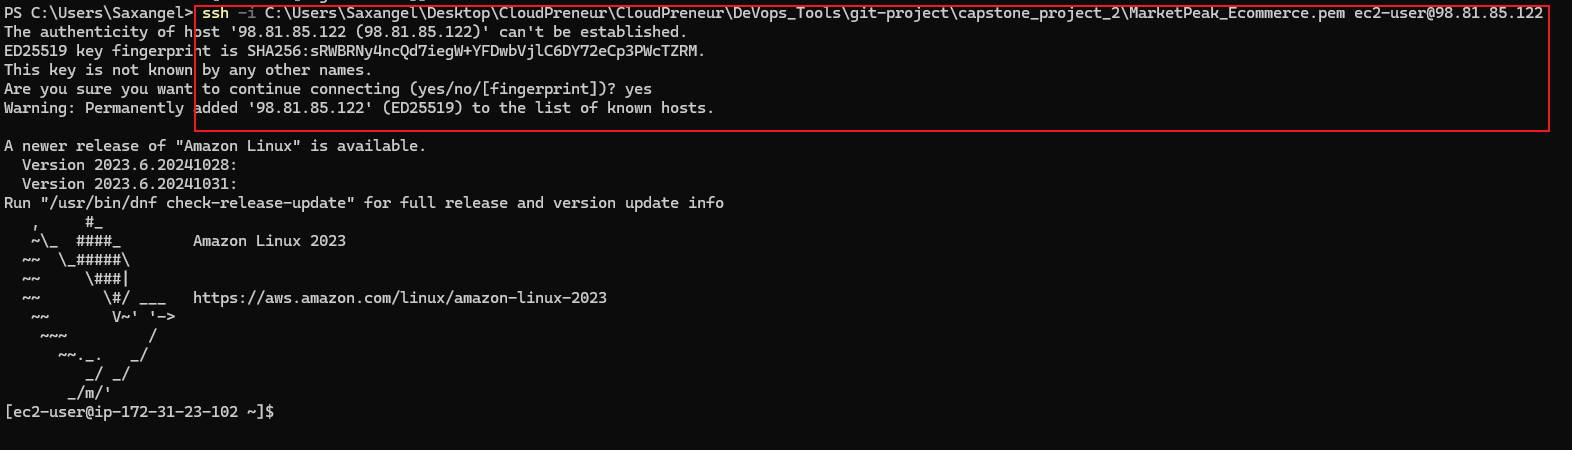 PS C:\Users\Saxangel> ssh -i C:\Users\Saxangel\Desktop\CloudPreneur\CloudPreneur\DeVops_Tools\git-project\capstone_project_2\MarketPeak_Ecommerce.pem ec2-user@98.81.85.122
The authenticity of host '98.81.85.122 (98.81.85.122)' can't be established.
ED25519 key fingerprint is SHA256:sRWBRNy4ncQd7iegW+YFDwbVjlC6DY72eCp3PWcTZRM.
This key is not known by any other names.
Are you sure you want to continue connecting (yes/no/[fingerprint])? yes
Warning: Permanently added '98.81.85.122' (ED25519) to the list of known hosts.

A newer release of "Amazon Linux" is available.
  Version 2023.6.20241028:
  Version 2023.6.20241031:
Run "/usr/bin/dnf check-release-update" for full release and version update info
   ,     #_
   ~\_  ####_        Amazon Linux 2023
  ~~  \_#####\
  ~~     \###|
  ~~       \#/ ___   https://aws.amazon.com/linux/amazon-linux-2023
   ~~       V~' '->
    ~~~         /
      ~~._.   _/
         _/ _/
       _/m/'
[ec2-user@ip-172-31-23-102 ~]$